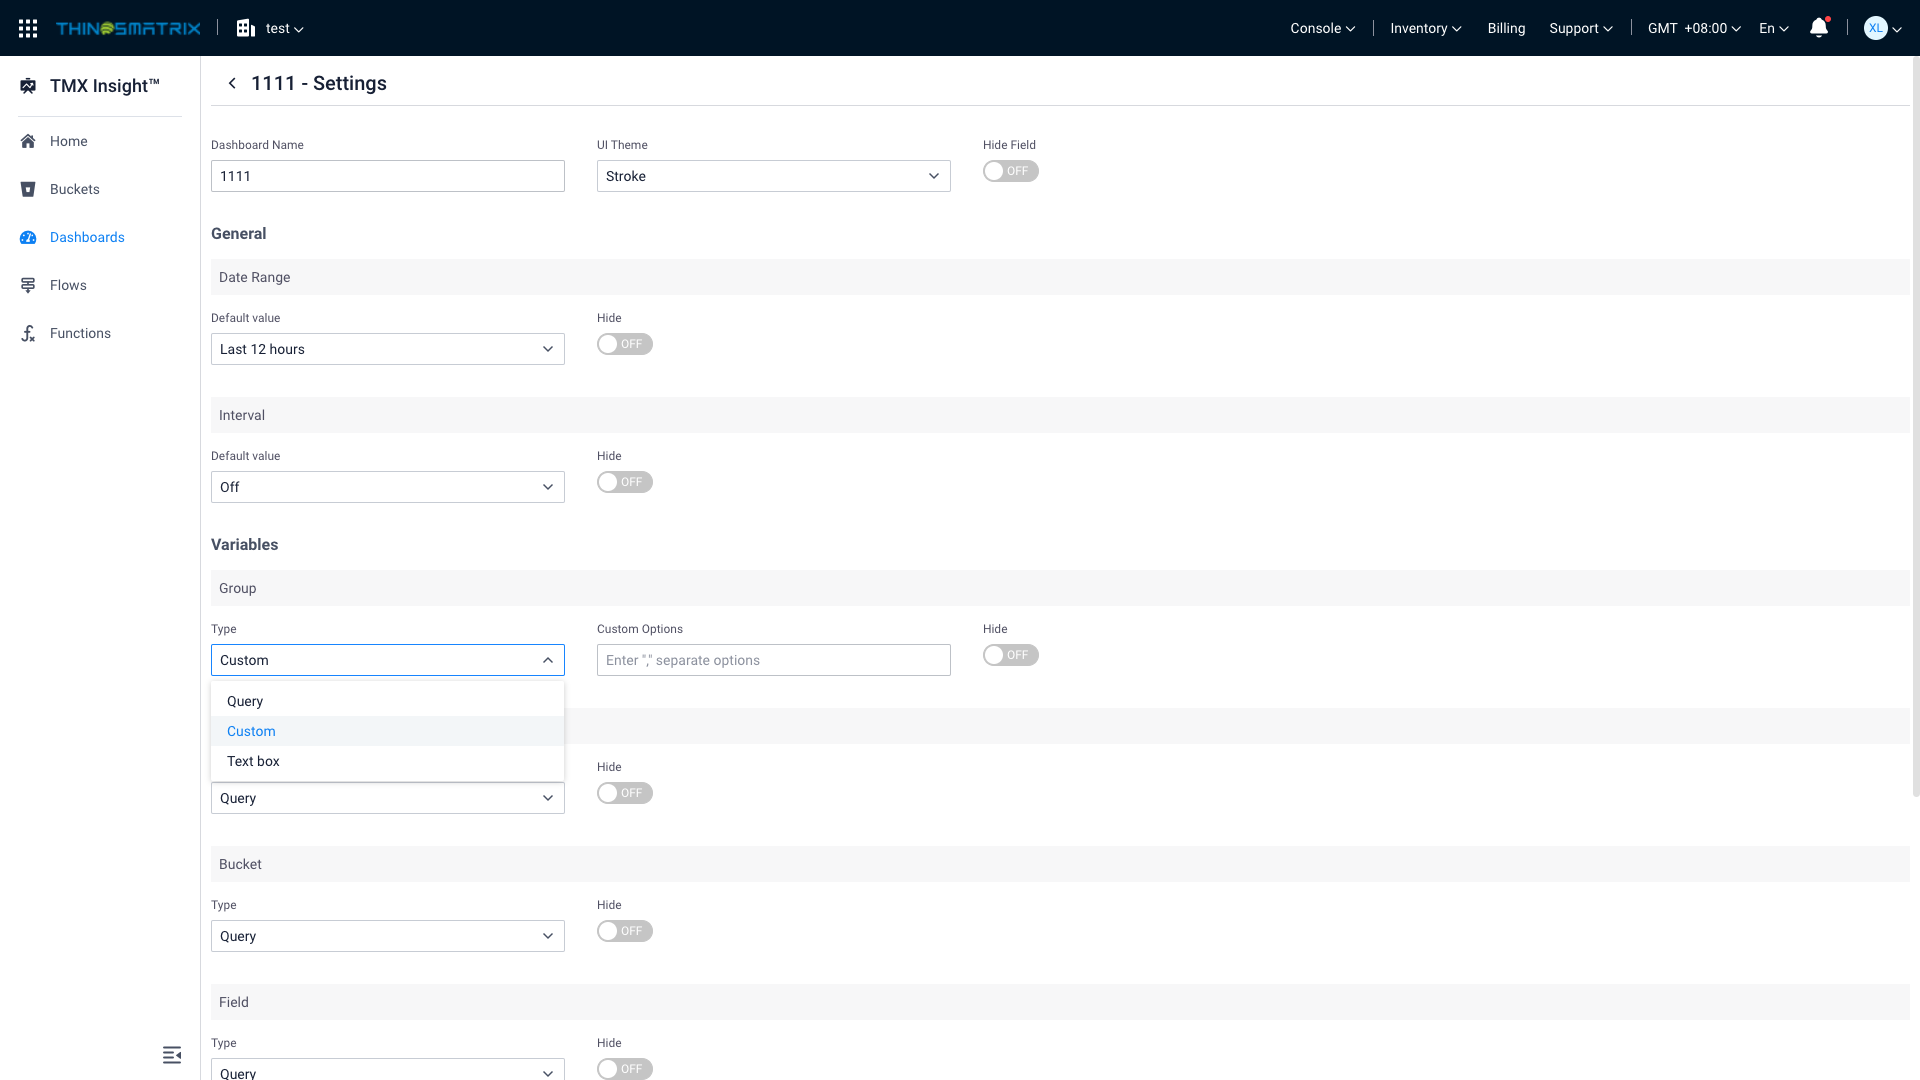 THINGSMATRIX
test
Console
Inventory
Billing
Support
GMT +08:00
En
XL
TMX Insight™
Home
Buckets
Dashboards
Flows
Functions
1111 - Settings
Dashboard Name
UI Theme
Hide Field
1111
Stroke
OFF
General
Date Range
Default value
Hide
Last 12 hours
OFF
Interval
Default value
Hide
Off
OFF
Variables
Group
Type
Custom Options
Hide
Custom
Enter "," separate options
OFF
Query
Custom
Text box
Hide
OFF
Query
Bucket
Type
Hide
Query
OFF
Field
Type
Hide
Query
OFF